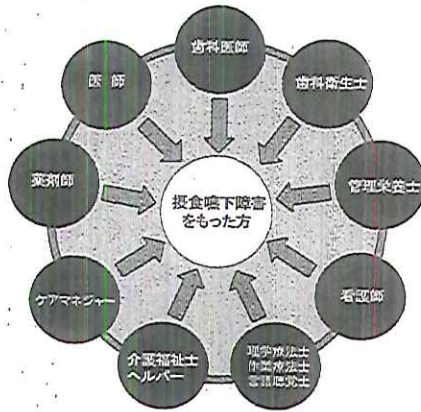 歯科医師
歯科衛生士
管理栄養士
看護師
理学療法士
作業療法士
言語聴覚士
介護福祉士
ヘルパー
ケアマネジャー
薬剤師
医師
摂食嚥下障害
をもった方